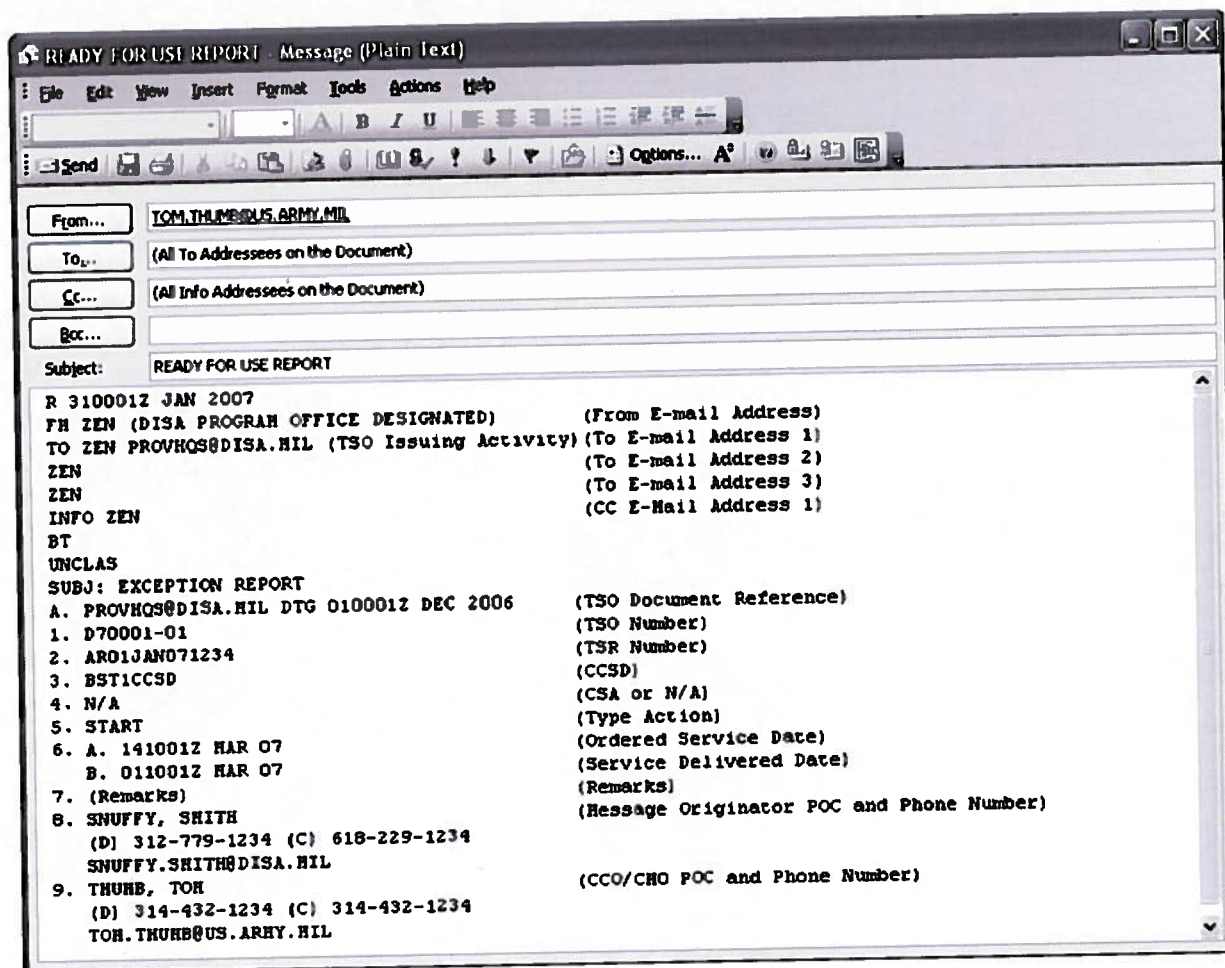 READY FOR USE REPORT - Message (Plain Text)
File Edit View Insert Format Tools Actions Help
A B I U
Send Options...
From... TOM.THUMB@US.ARMY.MIL
To... (All To Addressees on the Document)
Cc... (All Info Addressees on the Document)
Bcc...
Subject: READY FOR USE REPORT
R 310001Z JAN 2007
FM ZEN (DISA PROGRAM OFFICE DESIGNATED) (From E-mail Address)
TO ZEN PROVHQS@DISA.MIL (TSO Issuing Activity) (To E-mail Address 1)
ZEN (To E-mail Address 2)
ZEN (To E-mail Address 3)
INFO ZEN (CC E-Mail Address 1)
BT
UNCLAS
SUBJ: EXCEPTION REPORT
A. PROVHQS@DISA.MIL DTG 010001Z DEC 2006 (TSO Document Reference)
1. D70001-01 (TSO Number)
2. AR01JAN071234 (TSR Number)
3. BST1CCSD (CCSD)
4. N/A (CSA or N/A)
5. START (Type Action)
6. A. 141001Z MAR 07 (Ordered Service Date)
B. 011001Z MAR 07 (Service Delivered Date)
7. (Remarks) (Remarks)
8. SNUFFY, SMITH (Message Originator POC and Phone Number)
(D) 312-779-1234 (C) 618-229-1234
SNUFFY.SMITH@DISA.MIL
9. THUMB, TOM (CCO/CMO POC and Phone Number)
(D) 314-432-1234 (C) 314-432-1234
TOM.THUMB@US.ARMY.MIL